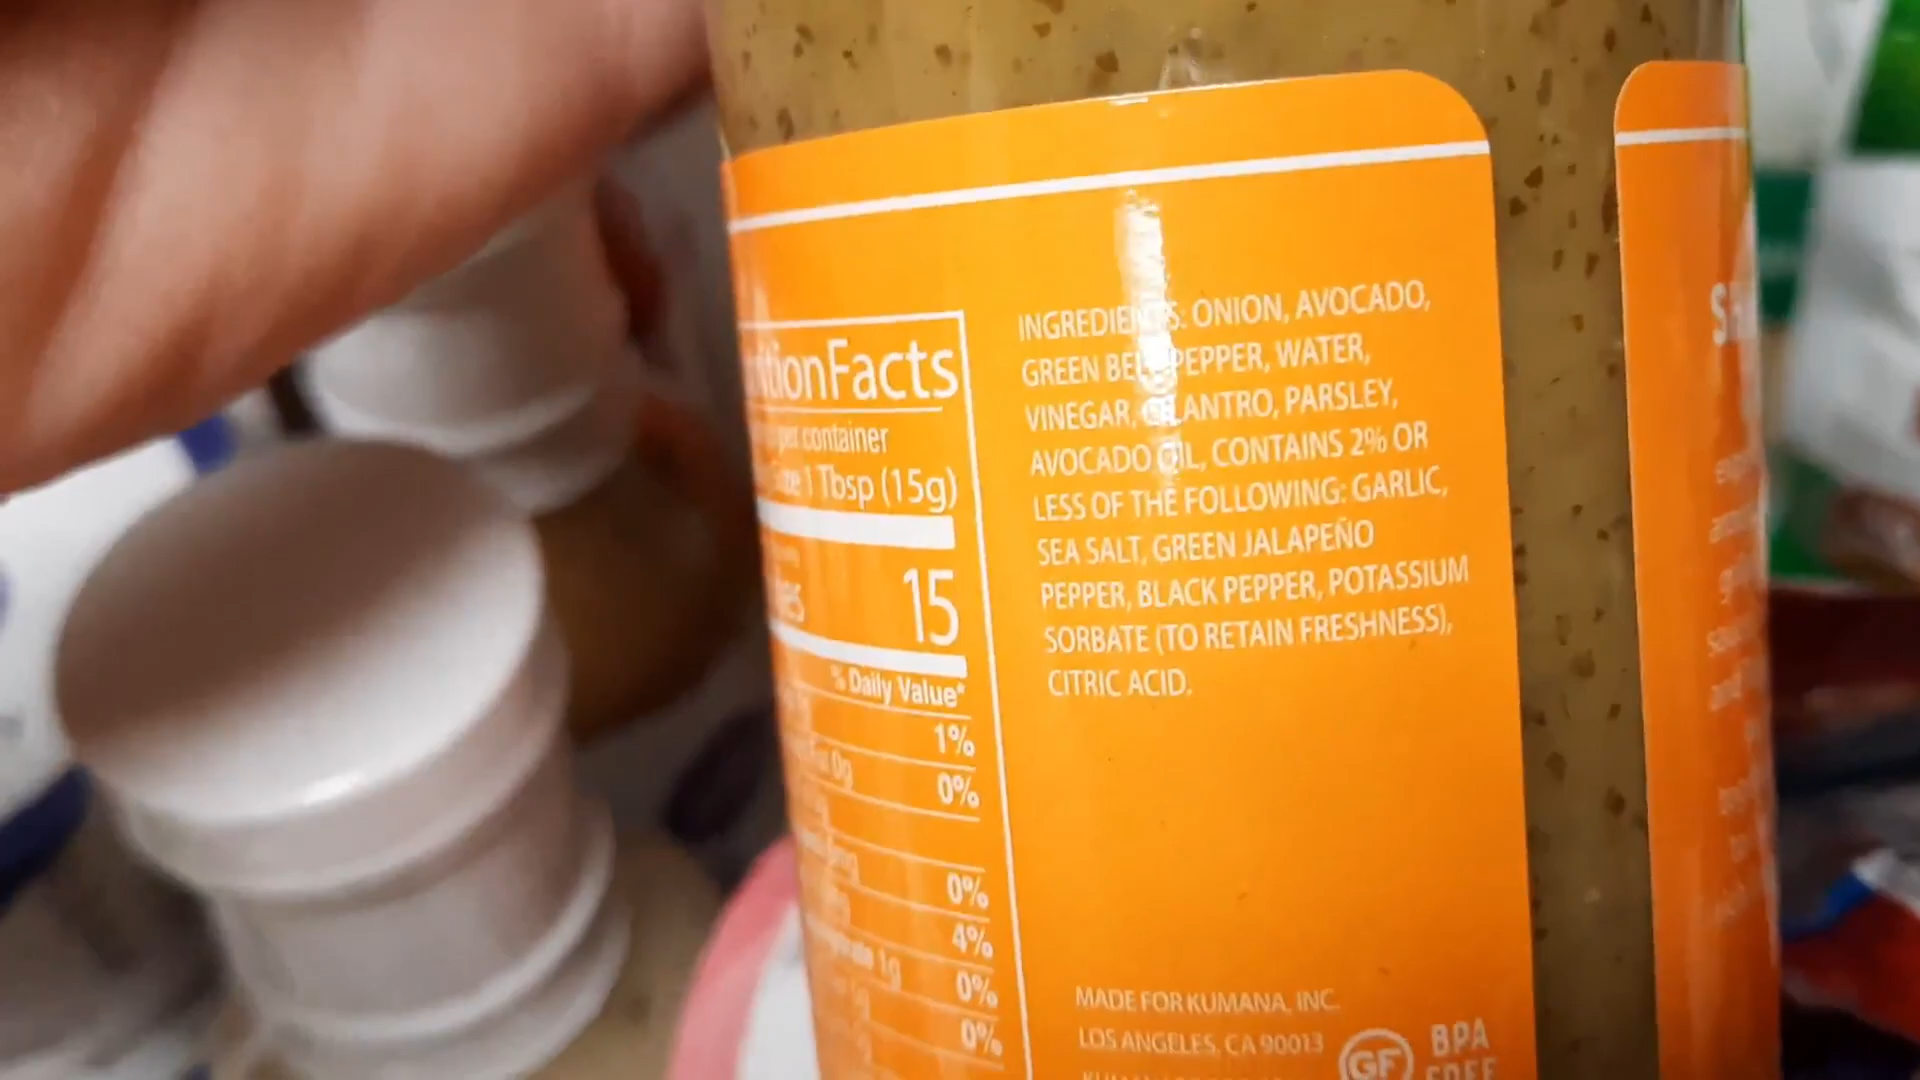 Facts
per container
size 1 Tbsp (15g)
15
% Daily Value*
1%
0g
0%
0%
4%
1g
0%
0%
INGREDIENTS: ONION, AVOCADO,
GREEN BELL PEPPER, WATER,
VINEGAR, CILANTRO, PARSLEY,
AVOCADO OIL, CONTAINS 2% OR
LESS OF THE FOLLOWING: GARLIC,
SEA SALT, GREEN JALAPEÑO
PEPPER, BLACK PEPPER, POTASSIUM
SORBATE (TO RETAIN FRESHNESS),
CITRIC ACID.
MADE FOR KUMANA, INC.
LOS ANGELES, CA 90013
GF
BPA
FREE